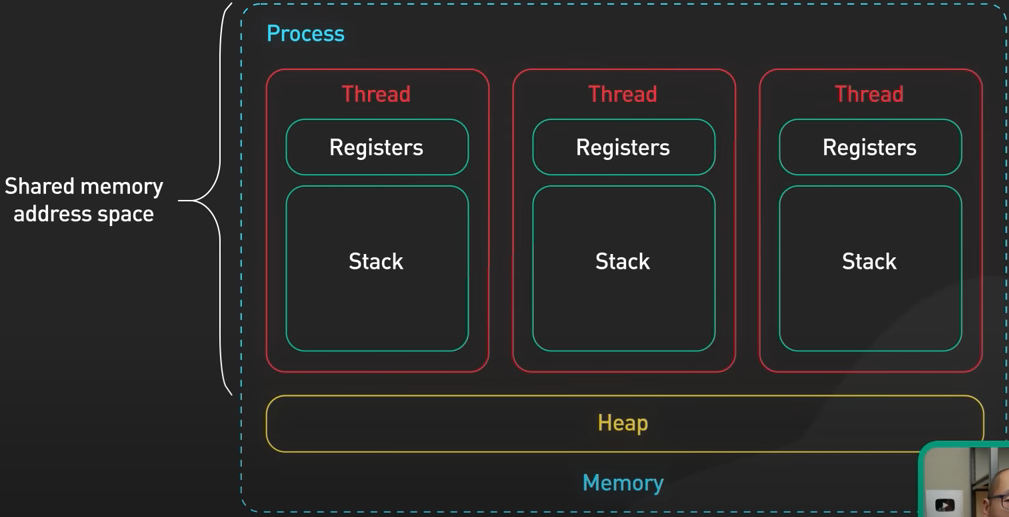 Process
Thread
Thread
Thread
Registers
Registers
Registers
Shared memory
address space
Stack
Stack
Stack
Heap
Memory